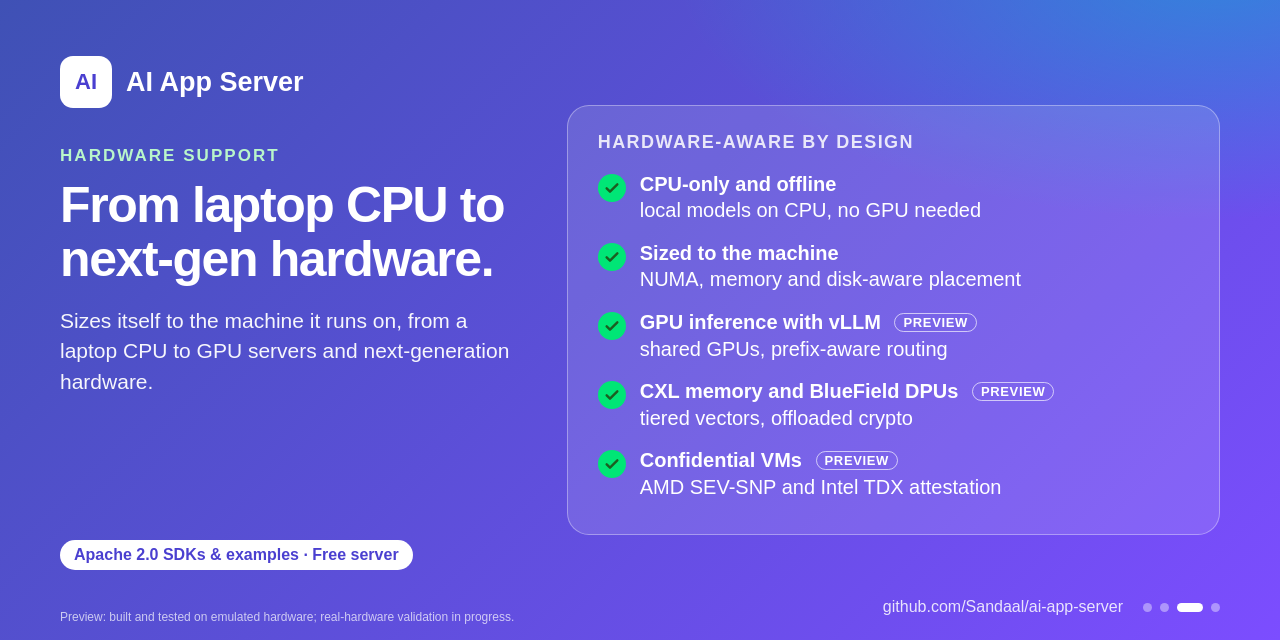 AI
AI App Server
HARDWARE SUPPORT
From laptop CPU to
next-gen hardware.
Sizes itself to the machine it runs on, from a
laptop CPU to GPU servers and next-generation
hardware.
Apache 2.0 SDKs & examples · Free server
Preview: built and tested on emulated hardware; real-hardware validation in progress.
HARDWARE-AWARE BY DESIGN
CPU-only and offline
local models on CPU, no GPU needed
Sized to the machine
NUMA, memory and disk-aware placement
GPU inference with vLLM PREVIEW
shared GPUs, prefix-aware routing
CXL memory and BlueField DPUs PREVIEW
tiered vectors, offloaded crypto
Confidential VMs PREVIEW
AMD SEV-SNP and Intel TDX attestation
github.com/Sandaal/ai-app-server